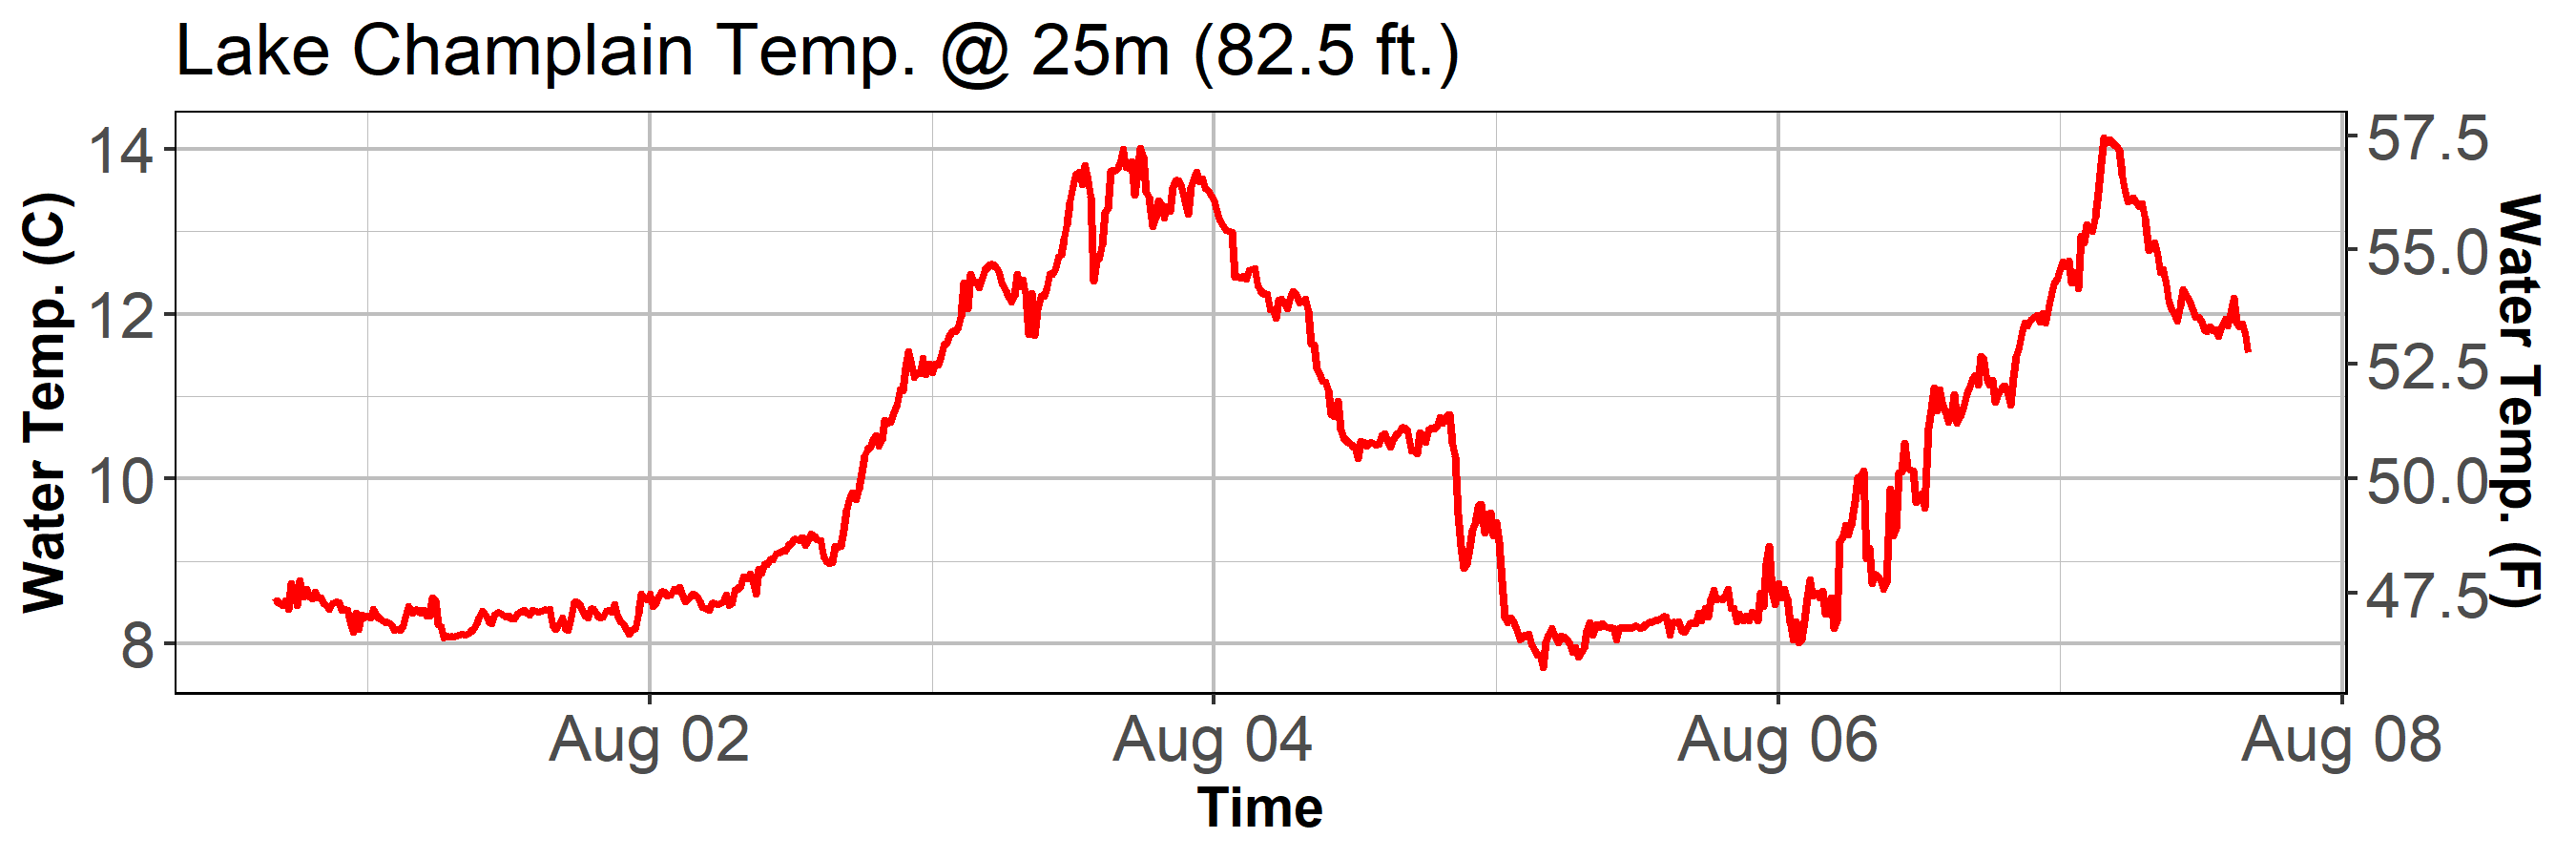 Lake Champlain Temp. @ 25m (82.5 ft.)
Water Temp. (C)
14
12
10
8
57.5
55.0
52.5
50.0
47.5
Water Temp. (F)
Aug 02 Aug 04 Aug 06 Aug 08
Time